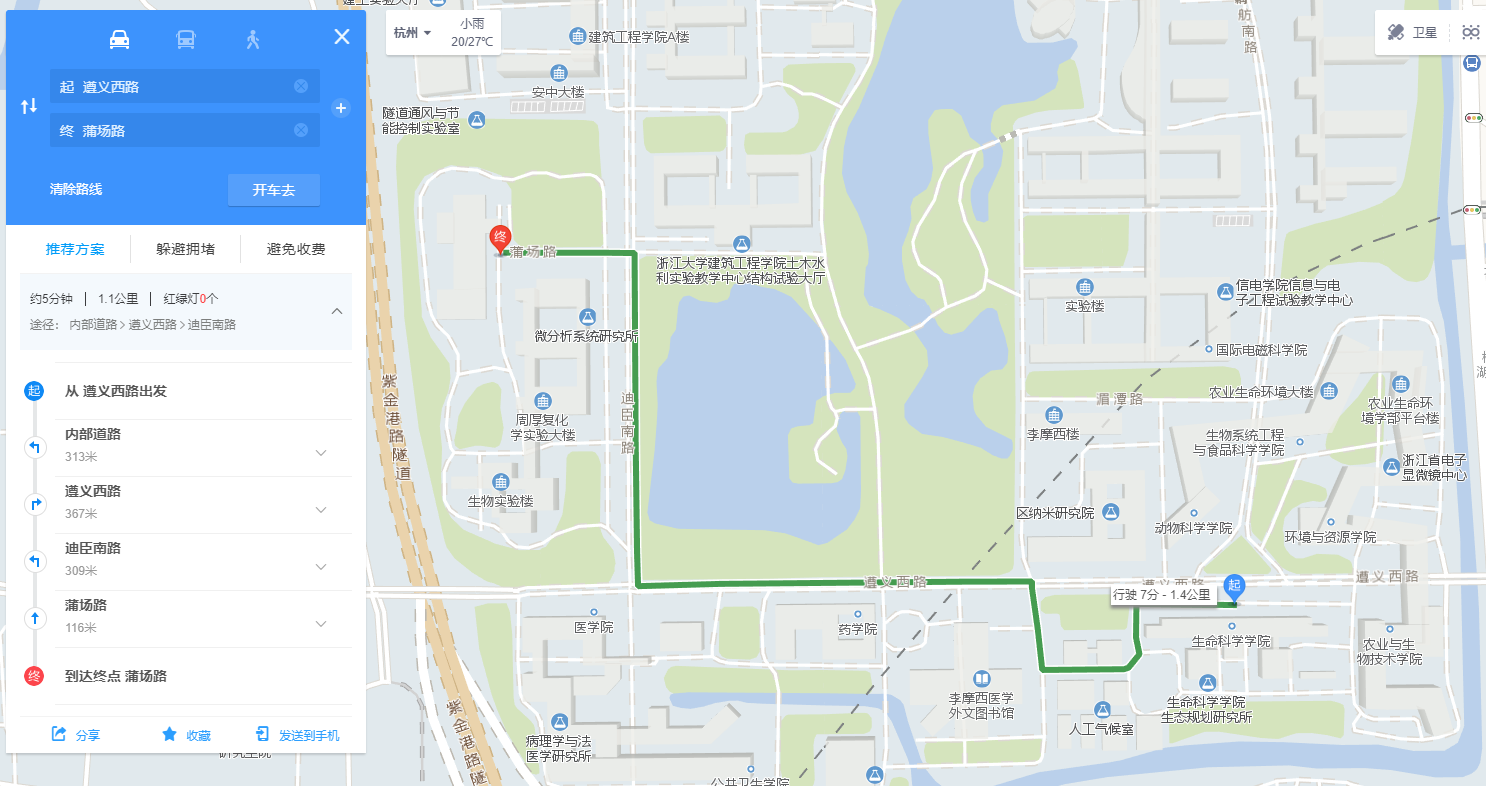 起 遵义西路
终 蒲场路
清除路线
开车去
推荐方案
躲避拥堵
避免收费
约5分钟 | 1.1公里 | 红绿灯0个
途径： 内部道路>遵义西路>迪臣南路
起 从 遵义西路出发
内部道路
313米
遵义西路
367米
迪臣南路
309米
蒲场路
116米
终 到达终点 蒲场路
分享
收藏
发送到手机
杭州
小雨
20/27℃
卫星
建筑工程学院A楼
安中大楼
隧道通风与节
能控制实验室
终
蒲场路
浙江大学建筑工程学院土木水
利实验教学中心结构试验大厅
微分析系统研究所
周厚复化
学实验大楼
生物实验楼
迪臣南路
紫金港路隧道
舫南路
实验楼
信电学院信息与电
子工程试验教学中心
国际电磁科学院
湄潭路
农业生命环境大楼
农业生命环
境学部平台楼
李摩西楼
生物系统工程
与食品科学学院
浙江省电子
显微镜中心
区纳米研究院
动物科学学院
环境与资源学院
遵义西路
遵义西路
遵义西路
起
行驶 7分 - 1.4公里
医学院
药学院
生命科学学院
农业与生
物技术学院
李摩西医学
外文图书馆
生命科学学院
生态规划研究所
人工气候室
病理学与法
医学研究所
紫金港路隧
公共卫生学院